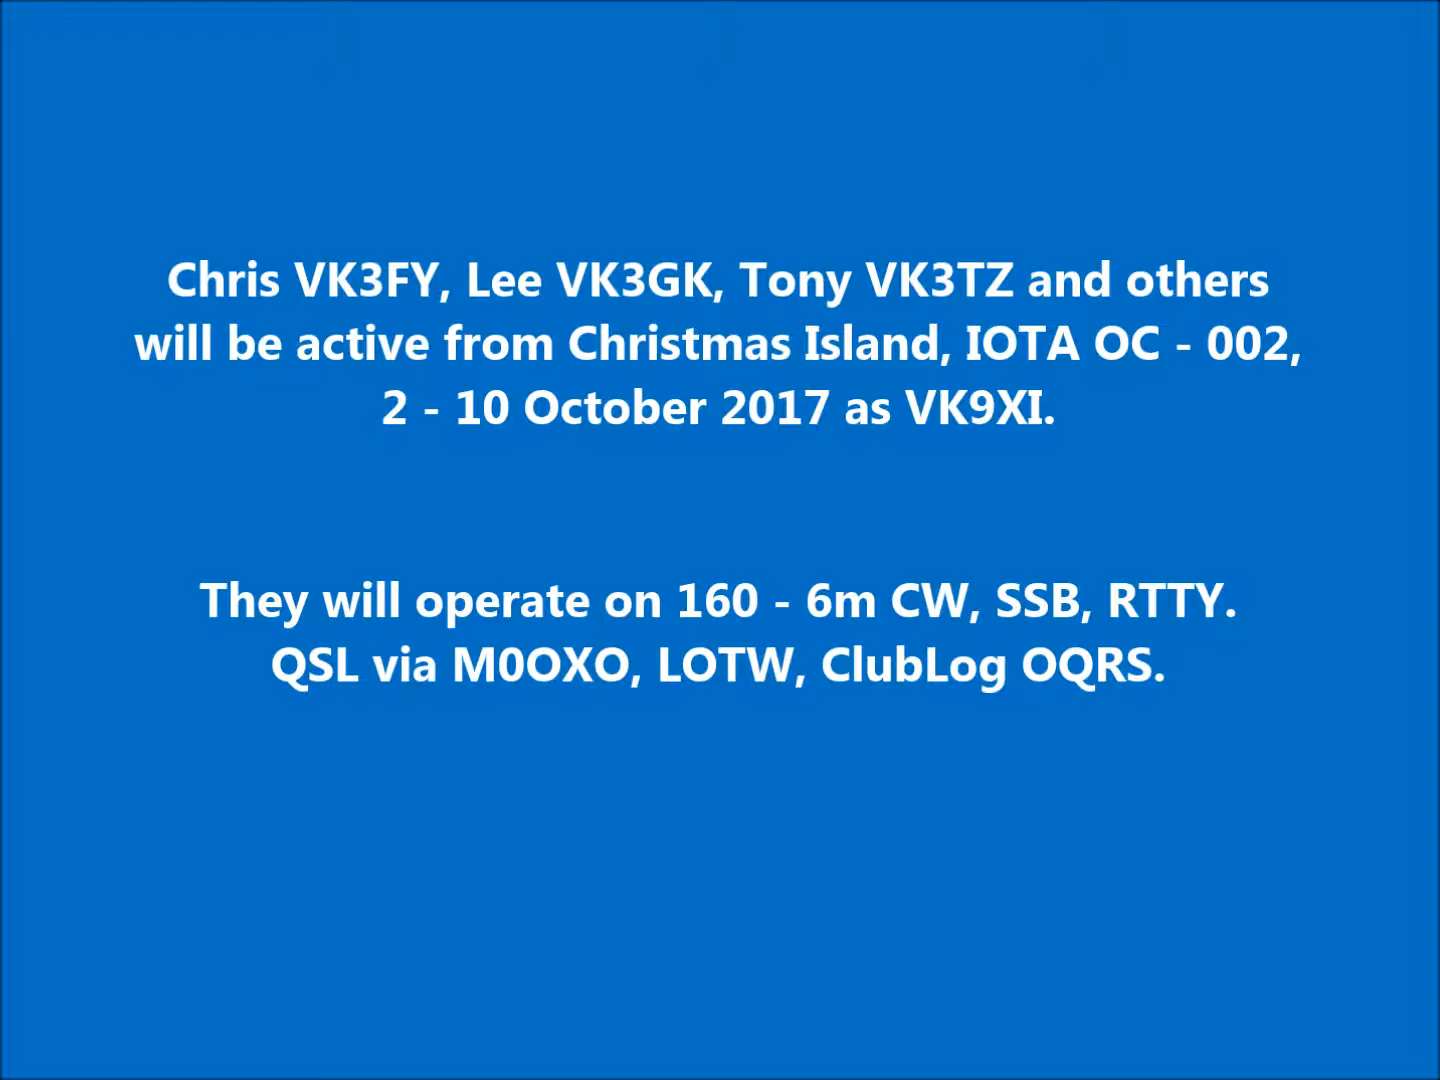 Chris VK3FY, Lee VK3GK, Tony VK3TZ and others
will be active from Christmas Island, IOTA OC - 002,
2 - 10 October 2017 as VK9XI.
They will operate on 160 - 6m CW, SSB, RTTY.
QSL via M0OXO, LOTW, ClubLog OQRS.